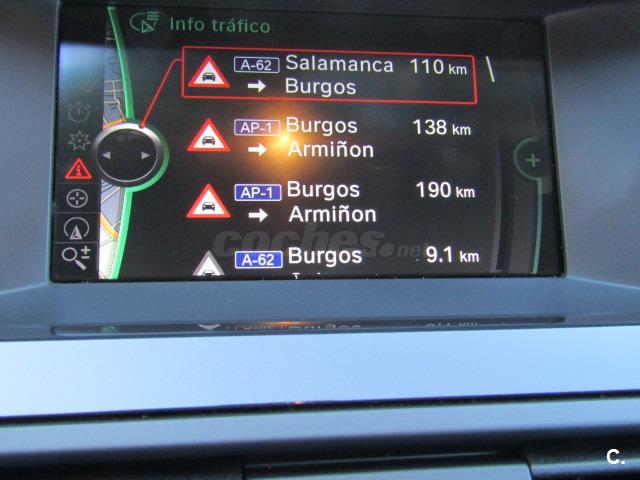 Info tráfico
A-62 Salamanca 110 km
→ Burgos
AP-1 Burgos 138 km
→ Armiñon
AP-1 Burgos 190 km
→ Armiñon
coches.net
A-62 Burgos 9.1 km
C.